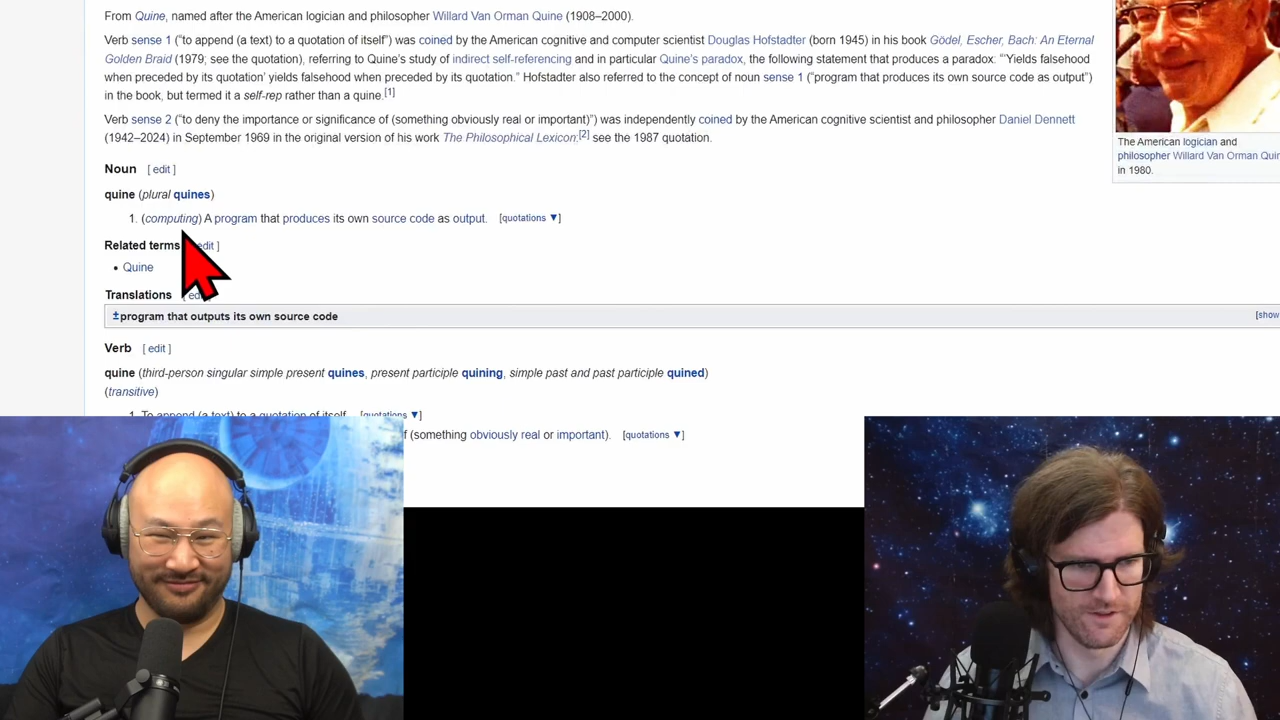 From Quine, named after the American logician and philosopher Willard Van Orman Quine (1908–2000).
Verb sense 1 (“to append (a text) to a quotation of itself”) was coined by the American cognitive and computer scientist Douglas Hofstadter (born 1945) in his book Gödel, Escher, Bach: An Eternal
Golden Braid (1979; see the quotation), referring to Quine’s study of indirect self-referencing and in particular Quine’s paradox, the following statement that produces a paradox: “‘Yields falsehood
when preceded by its quotation’ yields falsehood when preceded by its quotation.” Hofstadter also referred to the concept of noun sense 1 (“program that produces its own source code as output”)
in the book, but termed it a self-rep rather than a quine.[1]
Verb sense 2 (“to deny the importance or significance of (something obviously real or important)”) was independently coined by the American cognitive scientist and philosopher Daniel Dennett
(1942–2024) in September 1969 in the original version of his work The Philosophical Lexicon:[2] see the 1987 quotation.
The American logician and
philosopher Willard Van Orman Quin
in 1980.
Noun [ edit ]
quine (plural quines)
1. (computing) A program that produces its own source code as output. [quotations ▼]
Related terms edit ]
• Quine
Translations [ edi
± program that outputs its own source code [show
Verb [ edit ]
quine (third-person singular simple present quines, present participle quining, simple past and past participle quined)
(transitive)
1. To append (a text) to a quotation of itself. [quotations ▼]
f (something obviously real or important). [quotations ▼]